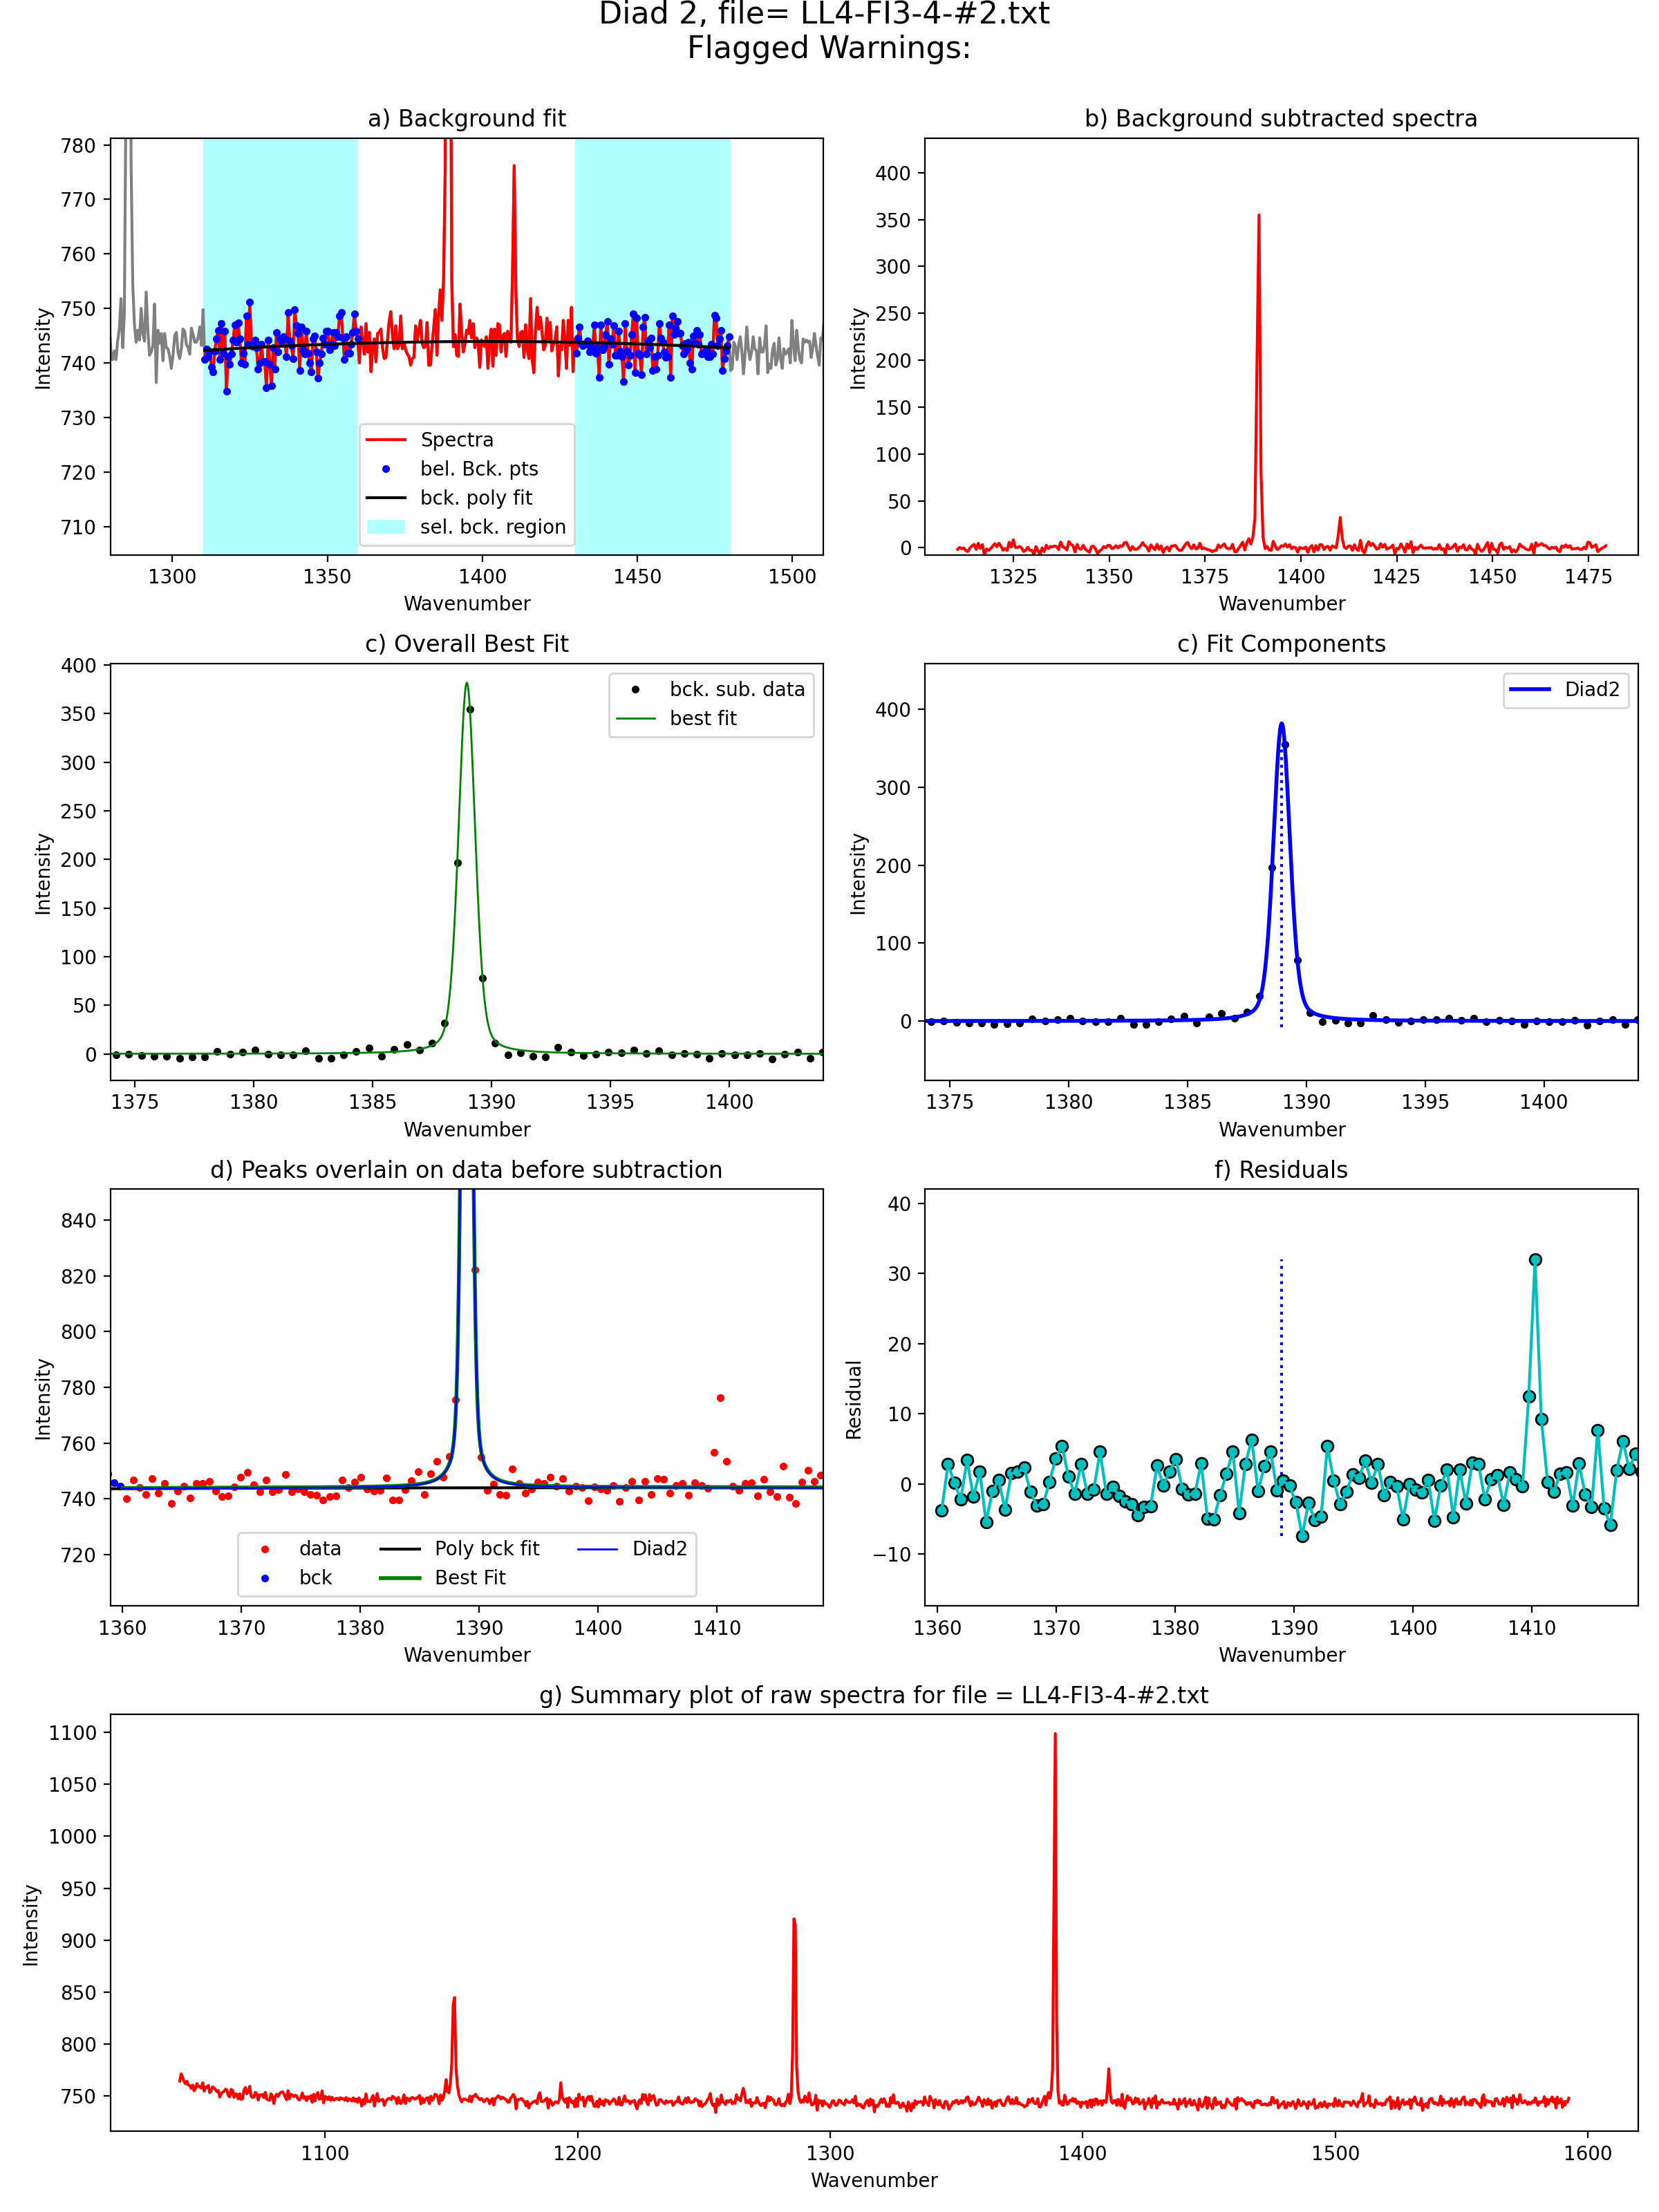 Diad 2, file= LL4-FI3-4-#2.txt
Flagged Warnings:
a) Background fit
780
770
760
750
740
730
720
710
Intensity
Spectra
bel. Bck. pts
bck. poly fit
sel. bck. region
1300 1350 1400 1450 1500
Wavenumber
b) Background subtracted spectra
400
350
300
250
200
150
100
50
0
Intensity
1325 1350 1375 1400 1425 1450 1475
Wavenumber
c) Overall Best Fit
400
350
300
250
200
150
100
50
0
Intensity
bck. sub. data
best fit
1375 1380 1385 1390 1395 1400
Wavenumber
c) Fit Components
400
300
200
100
0
Intensity
Diad2
1375 1380 1385 1390 1395 1400
Wavenumber
d) Peaks overlain on data before subtraction
840
820
800
780
760
740
720
Intensity
data Poly bck fit Diad2
bck Best Fit
1360 1370 1380 1390 1400 1410
Wavenumber
f) Residuals
40
30
20
10
0
−10
Residual
1360 1370 1380 1390 1400 1410
Wavenumber
g) Summary plot of raw spectra for file = LL4-FI3-4-#2.txt
1100
1050
1000
950
900
850
800
750
Intensity
1100 1200 1300 1400 1500 1600
Wavenumber